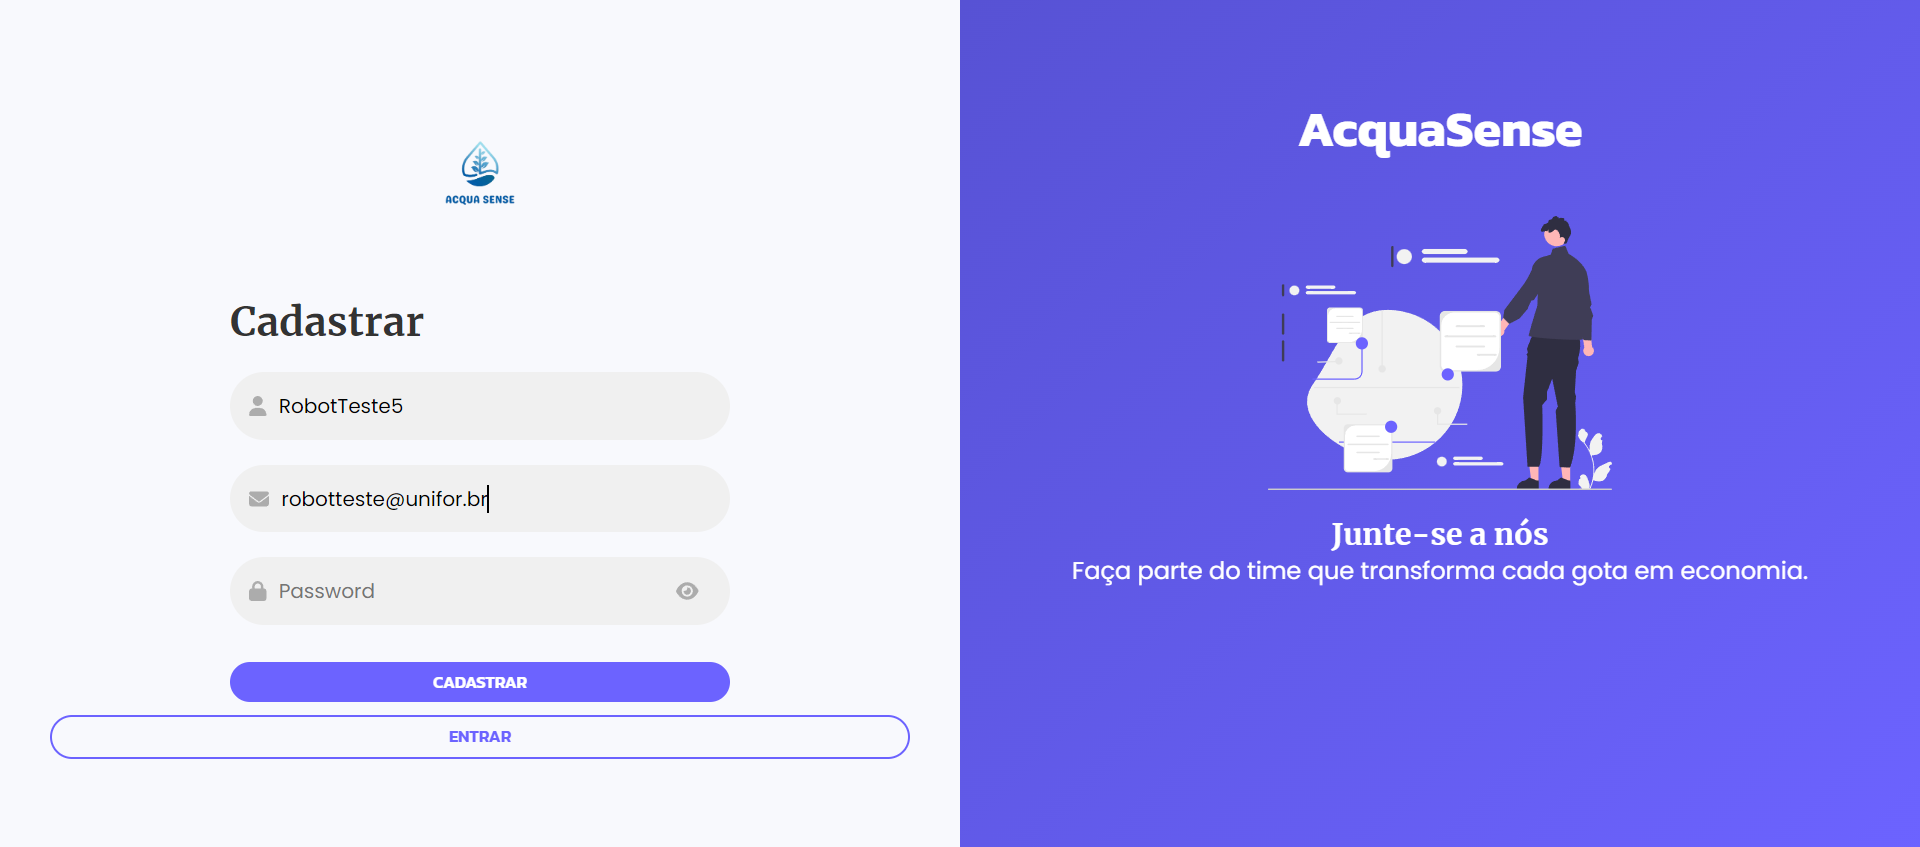 ACQUA SENSE
Cadastrar
RobotTeste5
robotteste@unifor.br
Password
CADASTRAR
ENTRAR
AcquaSense
Junte-se a nós
Faça parte do time que transforma cada gota em economia.